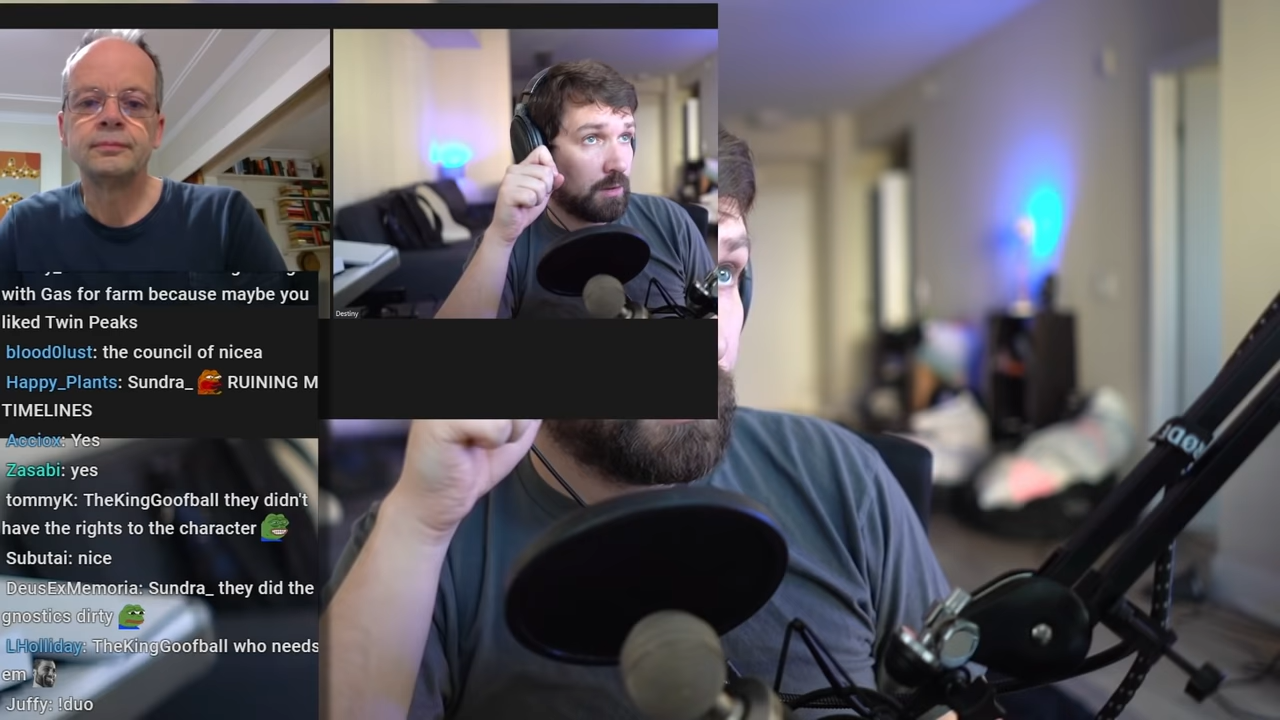 Destiny
with Gas for farm because maybe you
liked Twin Peaks
blood0lust: the council of nicea
Happy_Plants: Sundra_ RUINING M
TIMELINES
Acciox: Yes
Zasabi: yes
tommyK: TheKingGoofball they didn't
have the rights to the character
Subutai: nice
DeusExMemoria: Sundra_ they did the
gnostics dirty
LHolliday: TheKingGoofball who needs
em
Juffy: !duo
RODE